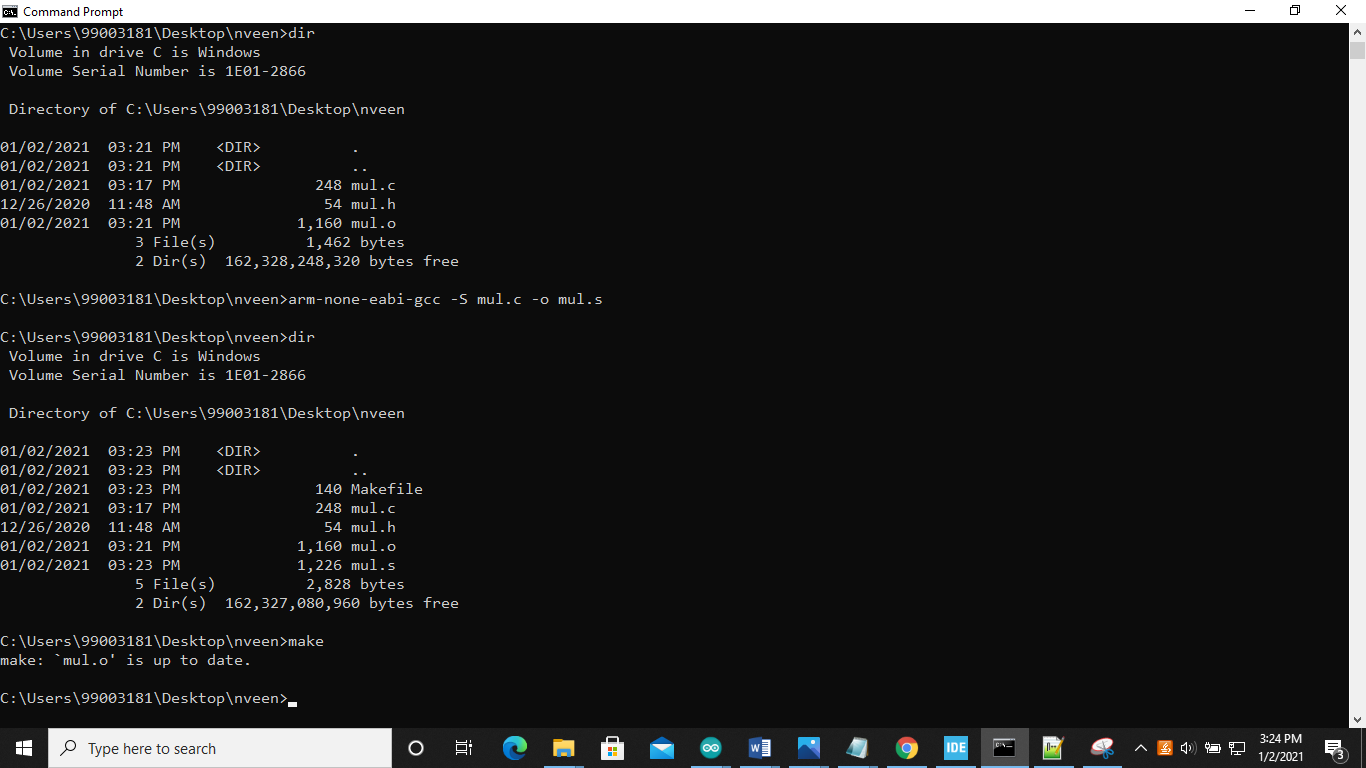 Command Prompt
C:\Users\99003181\Desktop\nveen>dir
 Volume in drive C is Windows
 Volume Serial Number is 1E01-2866
 Directory of C:\Users\99003181\Desktop\nveen
01/02/2021  03:21 PM    <DIR>          .
01/02/2021  03:21 PM    <DIR>          ..
01/02/2021  03:17 PM               248 mul.c
12/26/2020  11:48 AM                54 mul.h
01/02/2021  03:21 PM             1,160 mul.o
               3 File(s)          1,462 bytes
               2 Dir(s)  162,328,248,320 bytes free
C:\Users\99003181\Desktop\nveen>arm-none-eabi-gcc -S mul.c -o mul.s
C:\Users\99003181\Desktop\nveen>dir
 Volume in drive C is Windows
 Volume Serial Number is 1E01-2866
 Directory of C:\Users\99003181\Desktop\nveen
01/02/2021  03:23 PM    <DIR>          .
01/02/2021  03:23 PM    <DIR>          ..
01/02/2021  03:23 PM               140 Makefile
01/02/2021  03:17 PM               248 mul.c
12/26/2020  11:48 AM                54 mul.h
01/02/2021  03:21 PM             1,160 mul.o
01/02/2021  03:23 PM             1,226 mul.s
               5 File(s)          2,828 bytes
               2 Dir(s)  162,327,080,960 bytes free
C:\Users\99003181\Desktop\nveen>make
make: `mul.o' is up to date.
C:\Users\99003181\Desktop\nveen>
Type here to search
IDE
3:24 PM
1/2/2021
3